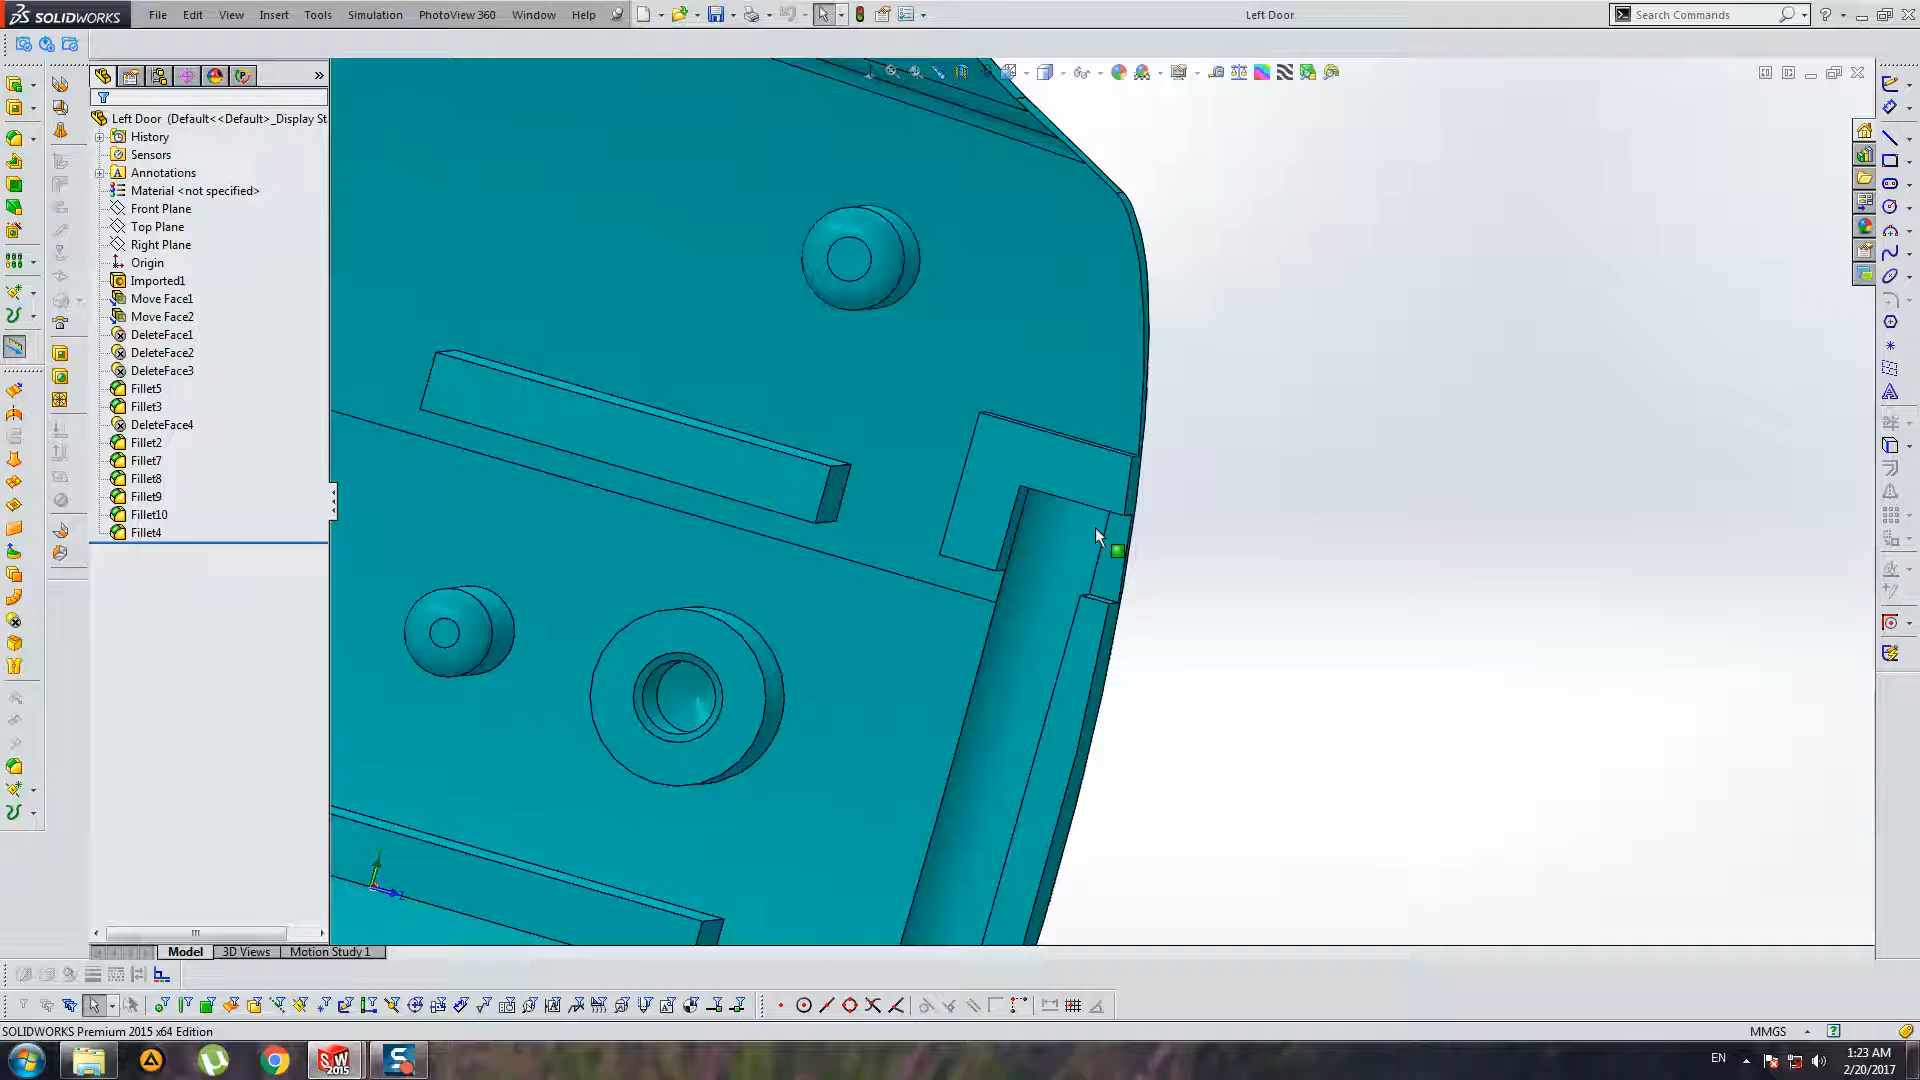 SOLIDWORKS File Edit View Insert Tools Simulation PhotoView 360 Window Help Left Door Search Commands
Left Door (Default<<Default>_Display St
History
Sensors
Annotations
Material <not specified>
Front Plane
Top Plane
Right Plane
Origin
Imported1
Move Face1
Move Face2
DeleteFace1
DeleteFace2
DeleteFace3
Fillet5
Fillet3
DeleteFace4
Fillet2
Fillet7
Fillet8
Fillet9
Fillet10
Fillet4
Model 3D Views Motion Study 1
SOLIDWORKS Premium 2015 x64 Edition MMGS
EN 1:23 AM
2/20/2017